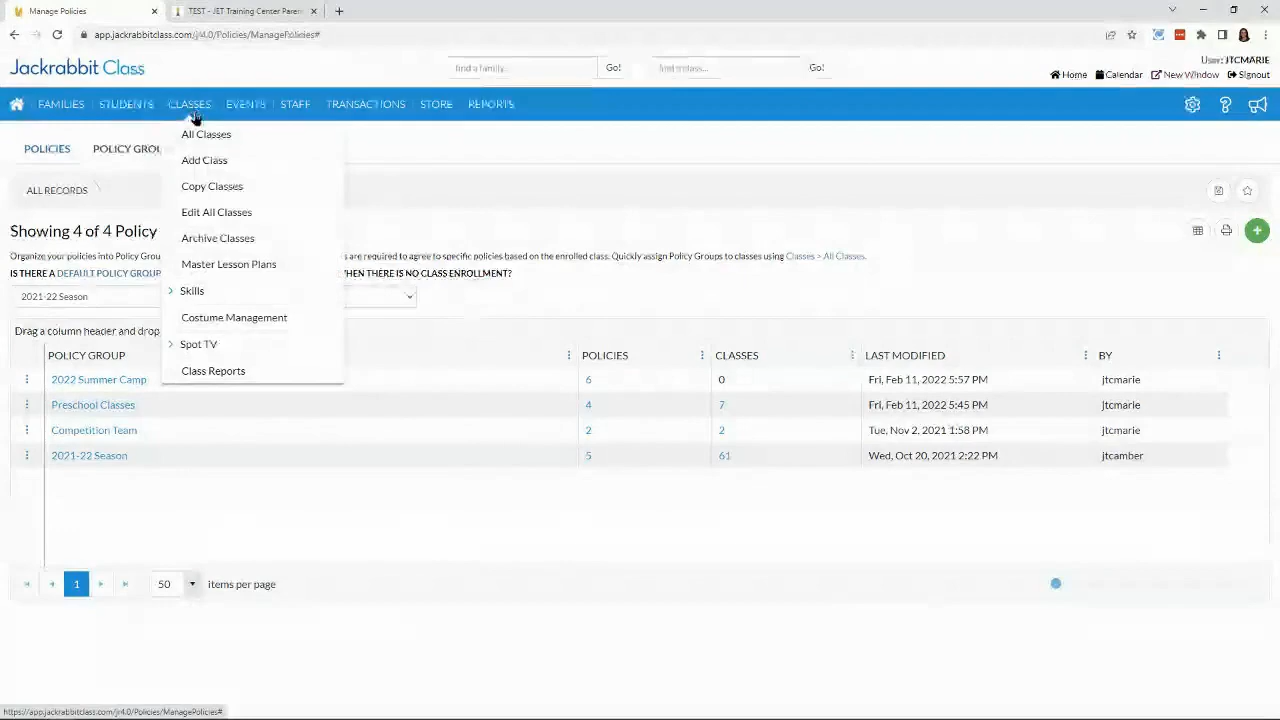 Manage Policies
TEST - JET Training Center Paren
app.jackrabbitclass.com/jr4.0/Policies/ManagePolicies#
Jackrabbit Class
find a family...
Go!
find a class...
Go!
User: JTCMARIE
Home
Calendar
New Window
Signout
FAMILIES
STUDENTS
CLASSES
EVENTS
STAFF
TRANSACTIONS
STORE
REPORTS
All Classes
Add Class
Copy Classes
Edit All Classes
Archive Classes
Master Lesson Plans
Skills
Costume Management
Spot TV
Class Reports
POLICIES
POLICY GROU
ALL RECORDS
Showing 4 of 4 Policy
Organize your policies into Policy Grou
s are required to agree to specific policies based on the enrolled class. Quickly assign Policy Groups to classes using Classes > All Classes.
IS THERE A DEFAULT POLICY GROUP
HEN THERE IS NO CLASS ENROLLMENT?
2021-22 Season
Drag a column header and drop
POLICY GROUP POLICIES CLASSES LAST MODIFIED BY
2022 Summer Camp 6 0 Fri, Feb 11, 2022 5:57 PM jtcmarie
Preschool Classes 4 7 Fri, Feb 11, 2022 5:45 PM jtcmarie
Competition Team 2 2 Tue, Nov 2, 2021 1:58 PM jtcmarie
2021-22 Season 5 61 Wed, Oct 20, 2021 2:22 PM jtcamber
1
50
items per page
https://app.jackrabbitclass.com/jr4.0/Policies/ManagePolicies#